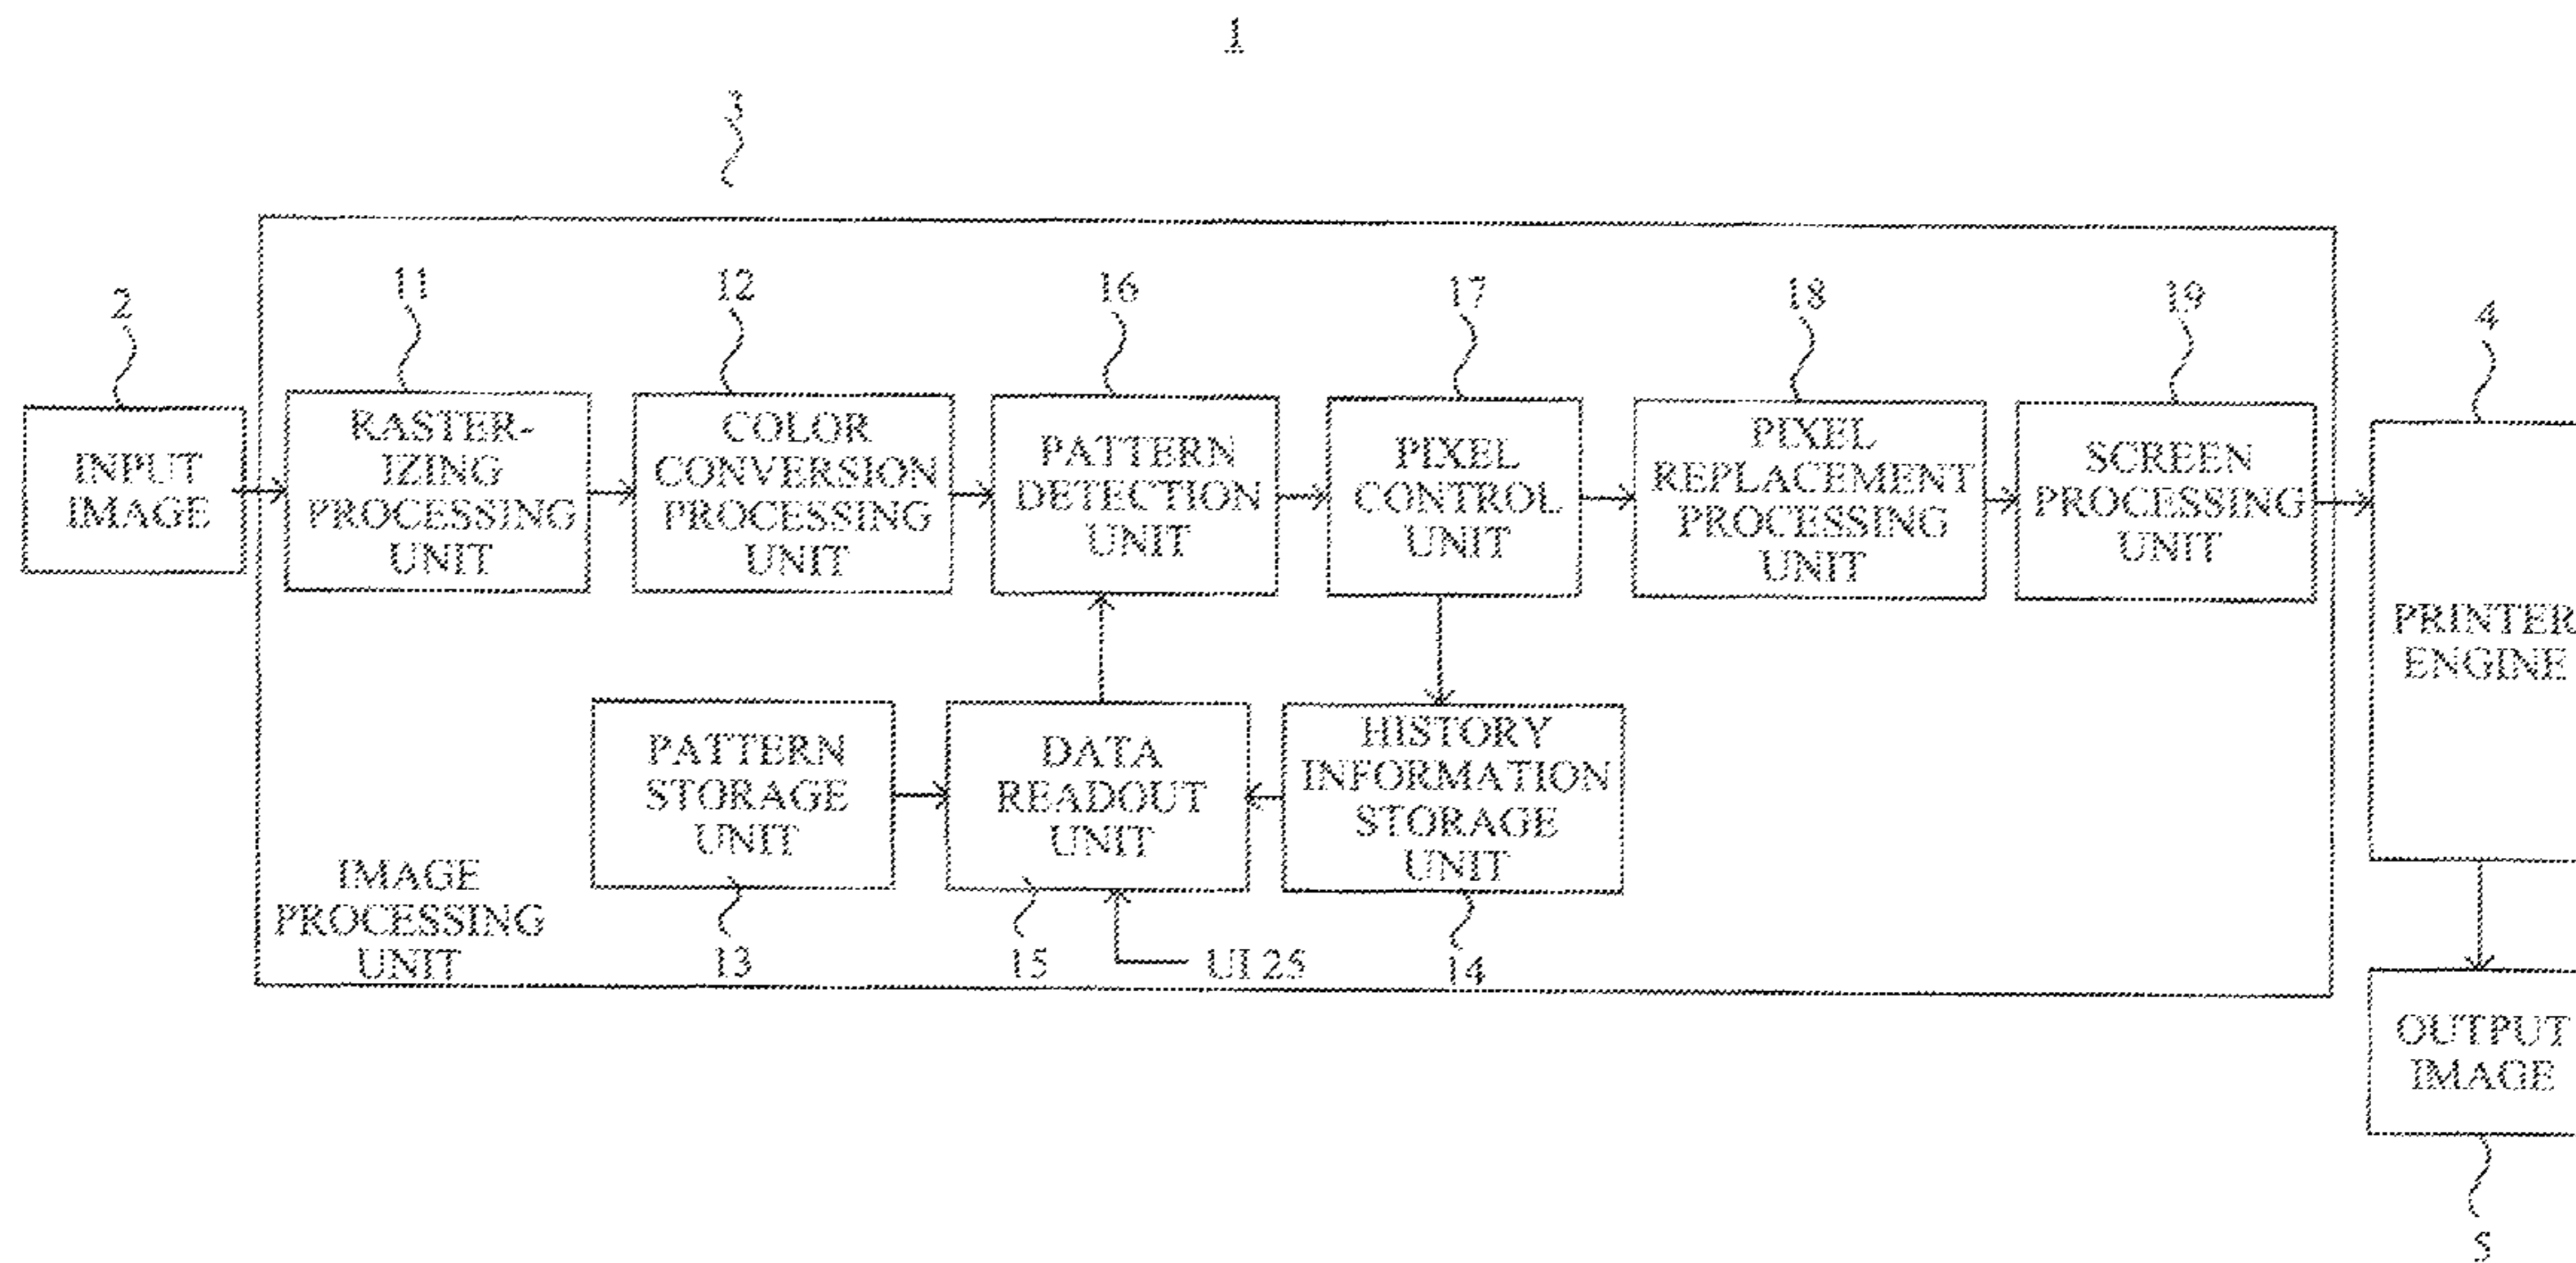 1
3
2
11
12
16
17
18
19
4
INPUT
IMAGE
RASTER-
IZING
PROCESSING
UNIT
COLOR
CONVERSION
PROCESSING
UNIT
PATTERN
DETECTION
UNIT
PIXEL
CONTROL
UNIT
PIXEL
REPLACEMENT
PROCESSING
UNIT
SCREEN
PROCESSING
UNIT
PRINTER
ENGINE
PATTERN
STORAGE
UNIT
DATA
READOUT
UNIT
HISTORY
INFORMATION
STORAGE
UNIT
IMAGE
PROCESSING
UNIT
13
15
UI 25
14
OUTPUT
IMAGE
5